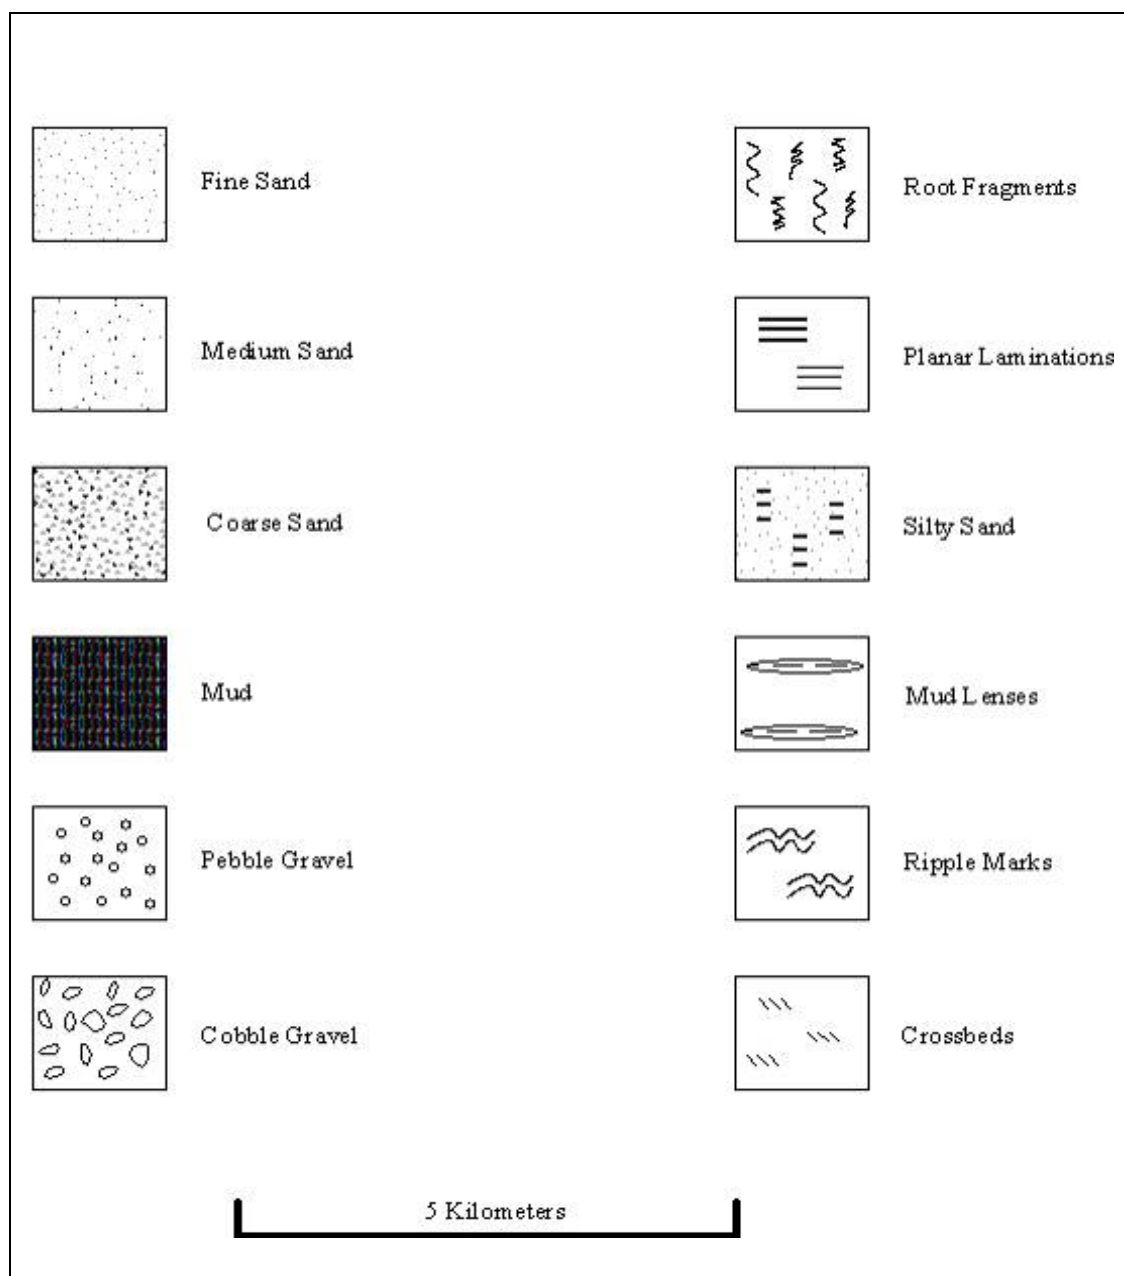 Fine Sand
Root Fragments
Medium Sand
Planar Laminations
Coarse Sand
Silty Sand
Mud
Mud Lenses
Pebble Gravel
Ripple Marks
Cobble Gravel
Crossbeds
5 Kilometers